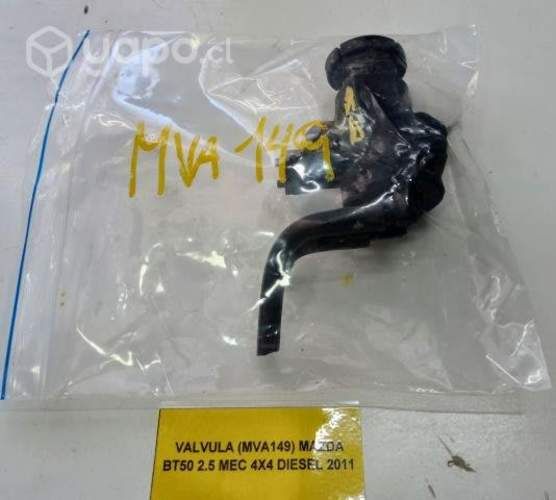 yapo.cl
MVA 149
VALVULA (MVA149) MAZDA
BT50 2.5 MEC 4X4 DIESEL 2011